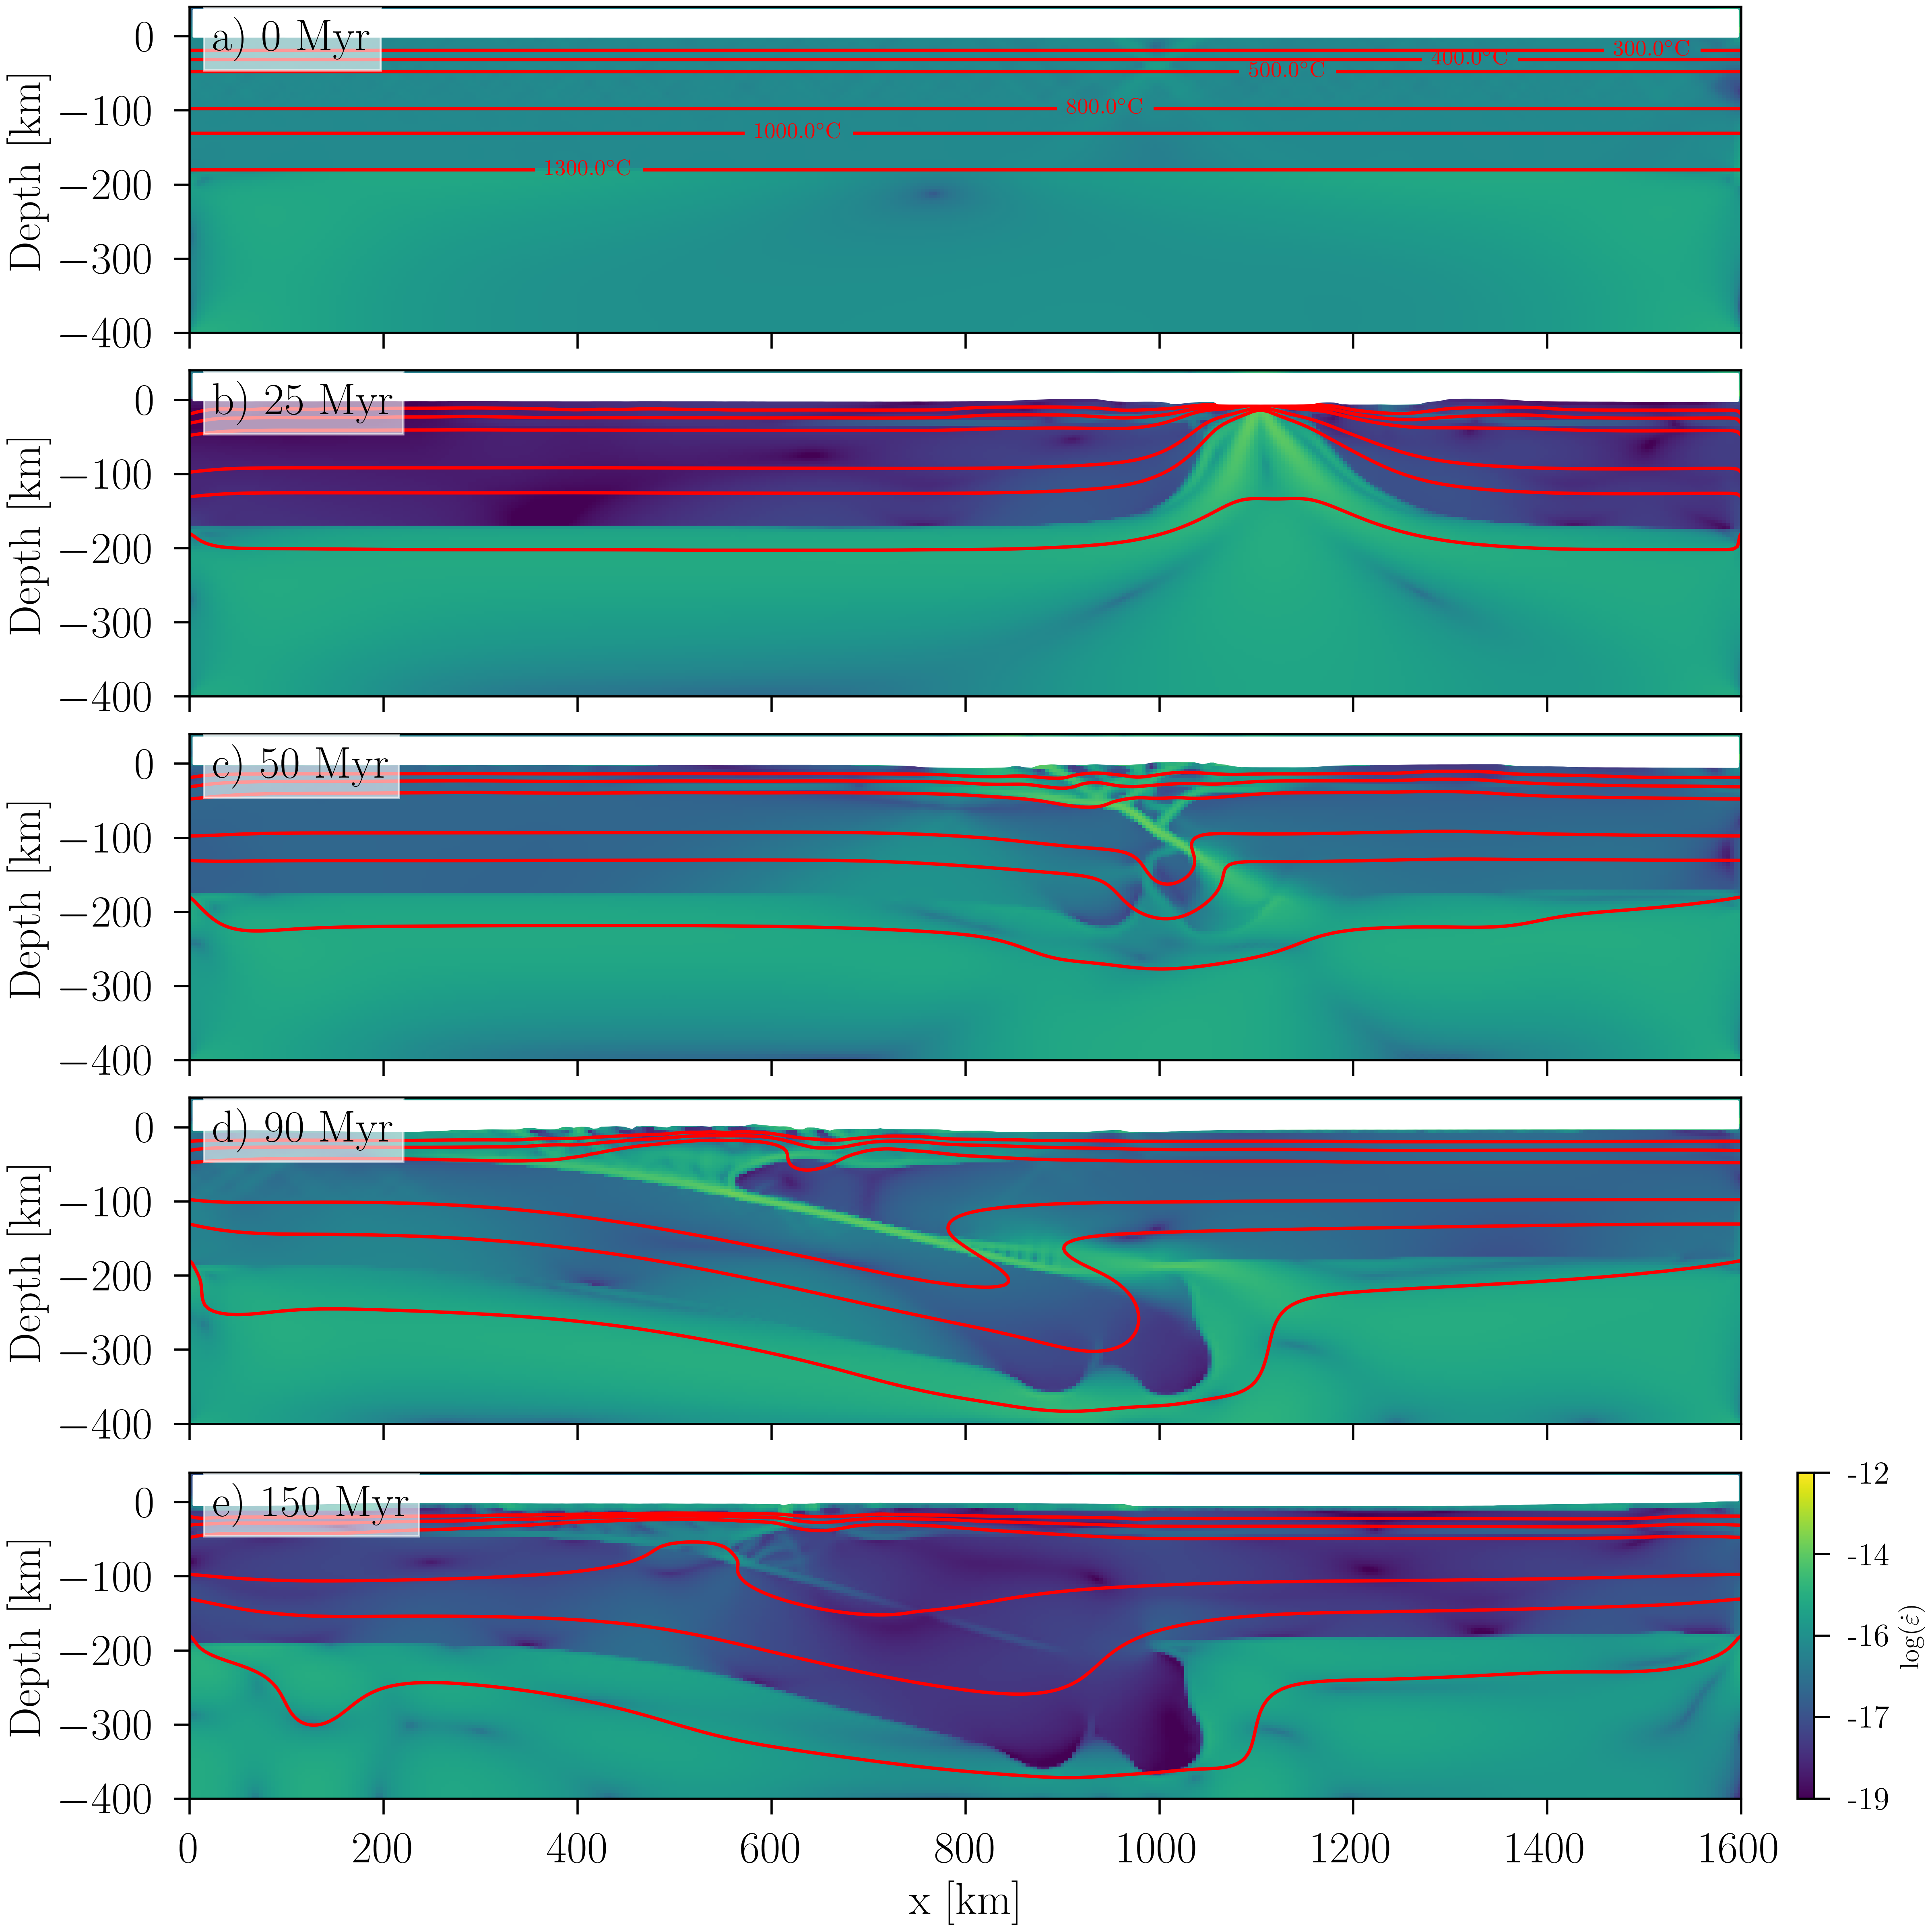 a) 0 Myr
0
−100
−200
−300
−400
Depth [km]
300.0°C
400.0°C
500.0°C
800.0°C
1000.0°C
1300.0°C
b) 25 Myr
0
−100
−200
−300
−400
Depth [km]
c) 50 Myr
0
−100
−200
−300
−400
Depth [km]
d) 90 Myr
0
−100
−200
−300
−400
Depth [km]
e) 150 Myr
0
−100
−200
−300
−400
Depth [km]
0 200 400 600 800 1000 1200 1400 1600
x [km]
-12
-14
-16
-17
-19
log(ε̇)